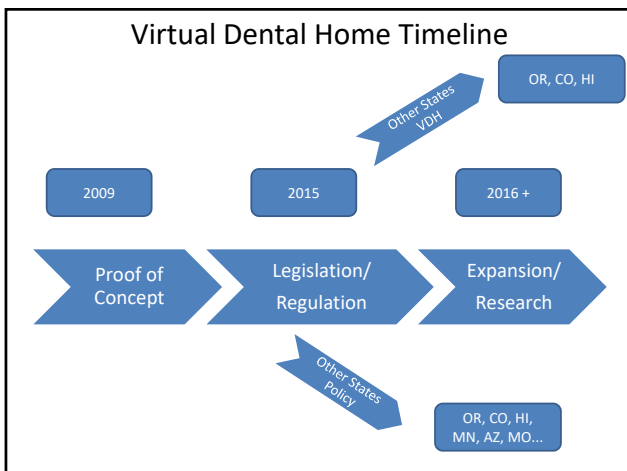 Virtual Dental Home Timeline
OR, CO, HI
Other States
VDH
2009
2015
2016 +
Proof of
Concept
Legislation/
Regulation
Expansion/
Research
Other States
Policy
OR, CO, HI,
MN, AZ, MO...